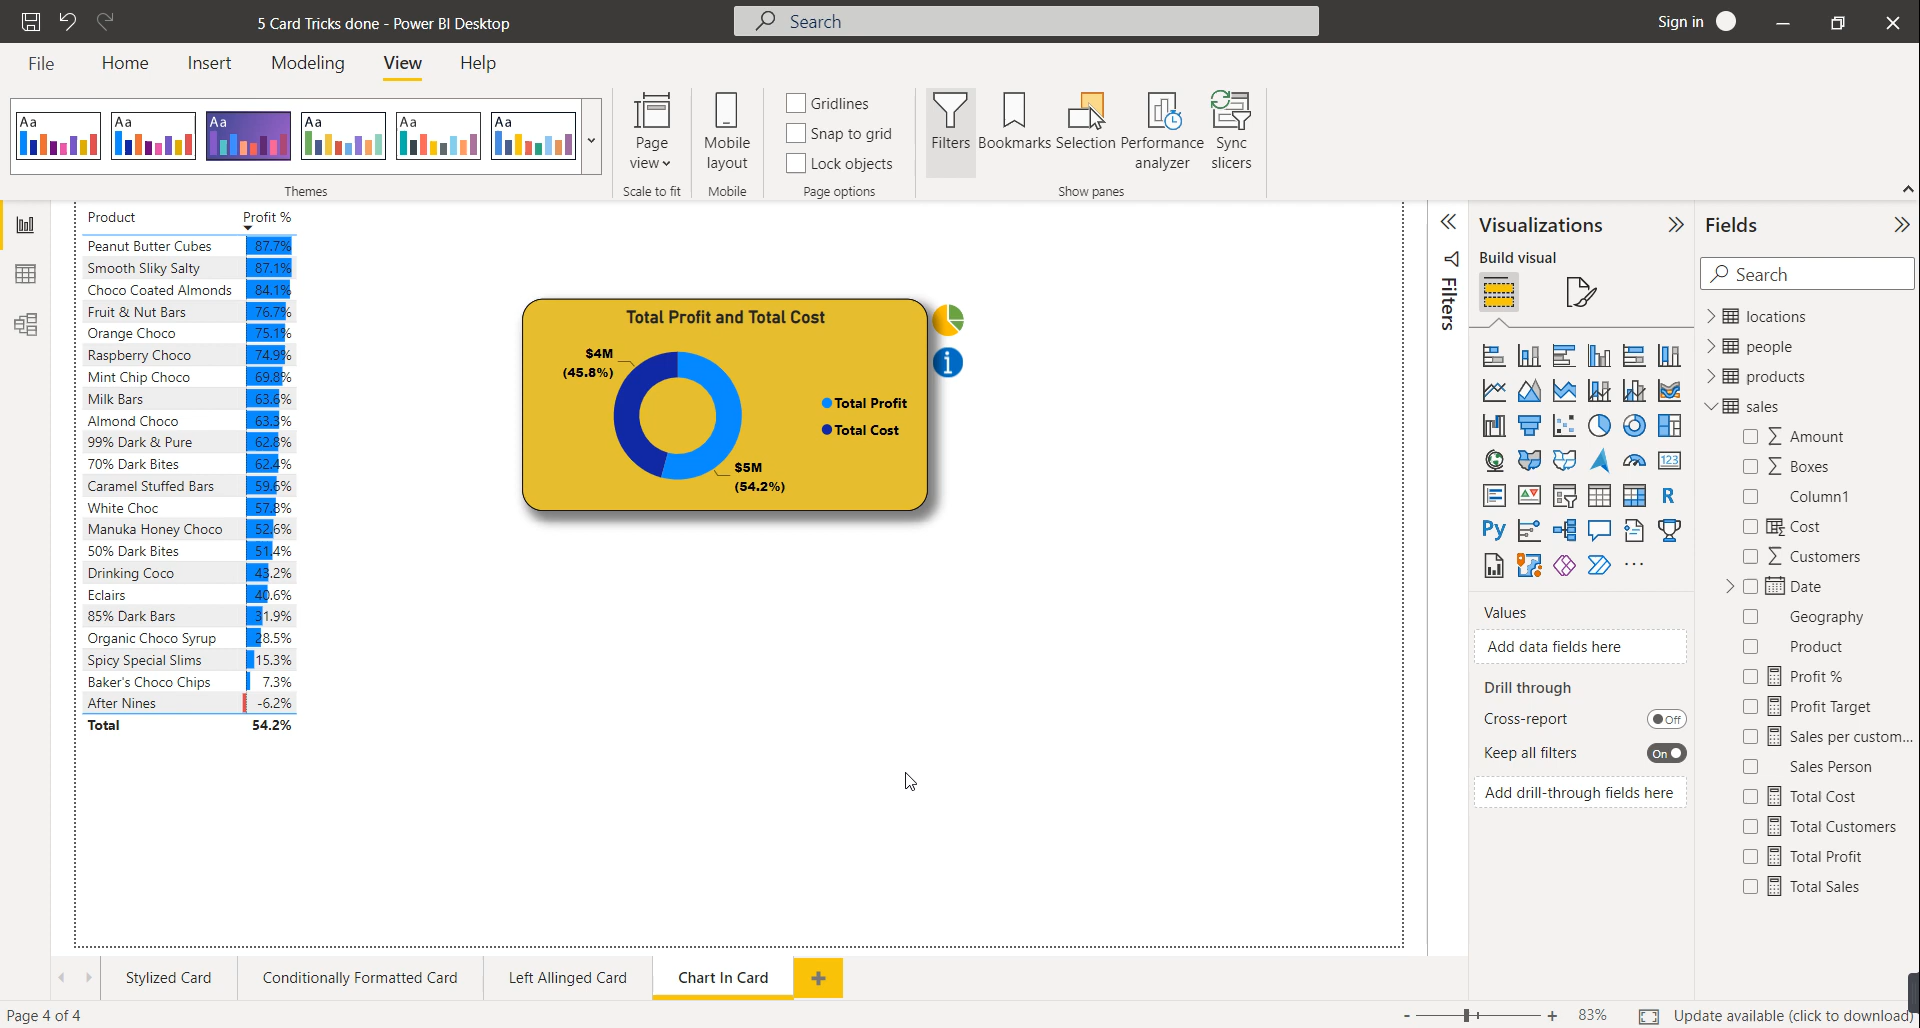 5 Card Tricks done - Power BI Desktop
Search
Sign in
File Home Insert Modeling View Help
Aa Aa Aa Aa Aa Aa
Themes
Page view
Scale to fit
Mobile layout
Mobile
Gridlines
Snap to grid
Lock objects
Page options
Filters
Bookmarks
Selection
Performance analyzer
Sync slicers
Show panes
Product Profit %
Peanut Butter Cubes 87.7%
Smooth Sliky Salty 87.1%
Choco Coated Almonds 84.1%
Fruit & Nut Bars 76.7%
Orange Choco 75.1%
Raspberry Choco 74.9%
Mint Chip Choco 69.8%
Milk Bars 63.6%
Almond Choco 63.3%
99% Dark & Pure 62.8%
70% Dark Bites 62.4%
Caramel Stuffed Bars 59.6%
White Choc 57.8%
Manuka Honey Choco 52.6%
50% Dark Bites 51.4%
Drinking Coco 43.2%
Eclairs 40.6%
85% Dark Bars 31.9%
Organic Choco Syrup 28.5%
Spicy Special Slims 15.3%
Baker's Choco Chips 7.3%
After Nines -6.2%
Total 54.2%
Total Profit and Total Cost
$4M
(45.8%)
Total Profit
Total Cost
$5M
(54.2%)
i
Filters
Visualizations
Build visual
123
R
Py
...
Values
Add data fields here
Drill through
Cross-report Off
Keep all filters On
Add drill-through fields here
Fields
Search
locations
people
products
sales
Amount
Boxes
Column1
Cost
Customers
Date
Geography
Product
Profit %
Profit Target
Sales per custom...
Sales Person
Total Cost
Total Customers
Total Profit
Total Sales
Stylized Card
Conditionally Formatted Card
Left Allinged Card
Chart In Card
+
Page 4 of 4
- + 83%
Update available (click to download)